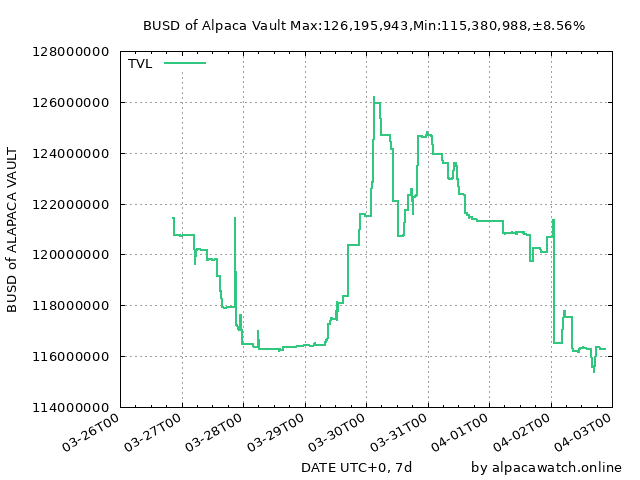 BUSD of Alpaca Vault Max:126,195,943,Min:115,380,988,±8.56%
TVL
128000000
126000000
124000000
122000000
120000000
118000000
116000000
114000000
BUSD of ALAPACA VAULT
03-26T00
03-27T00
03-28T00
03-29T00
03-30T00
03-31T00
04-01T00
04-02T00
04-03T00
DATE UTC+0, 7d
by alpacawatch.online